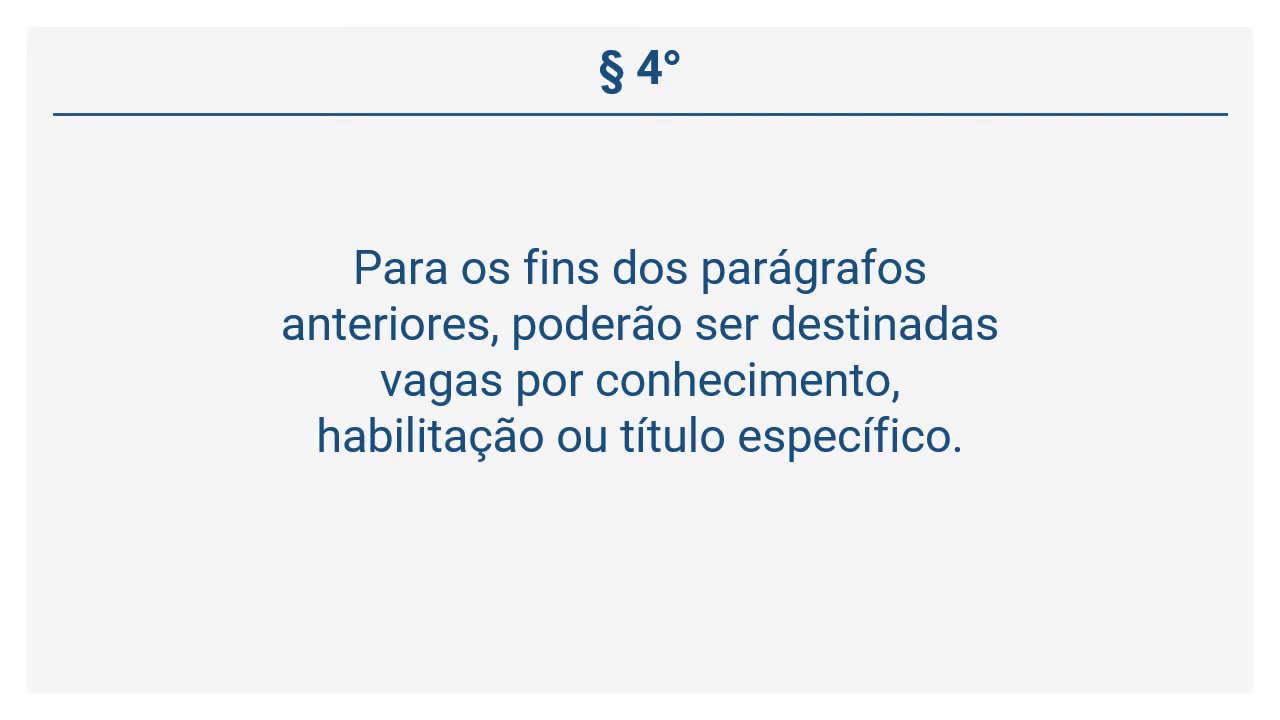 § 4°
Para os fins dos parágrafos
anteriores, poderão ser destinadas
vagas por conhecimento,
habilitação ou título específico.